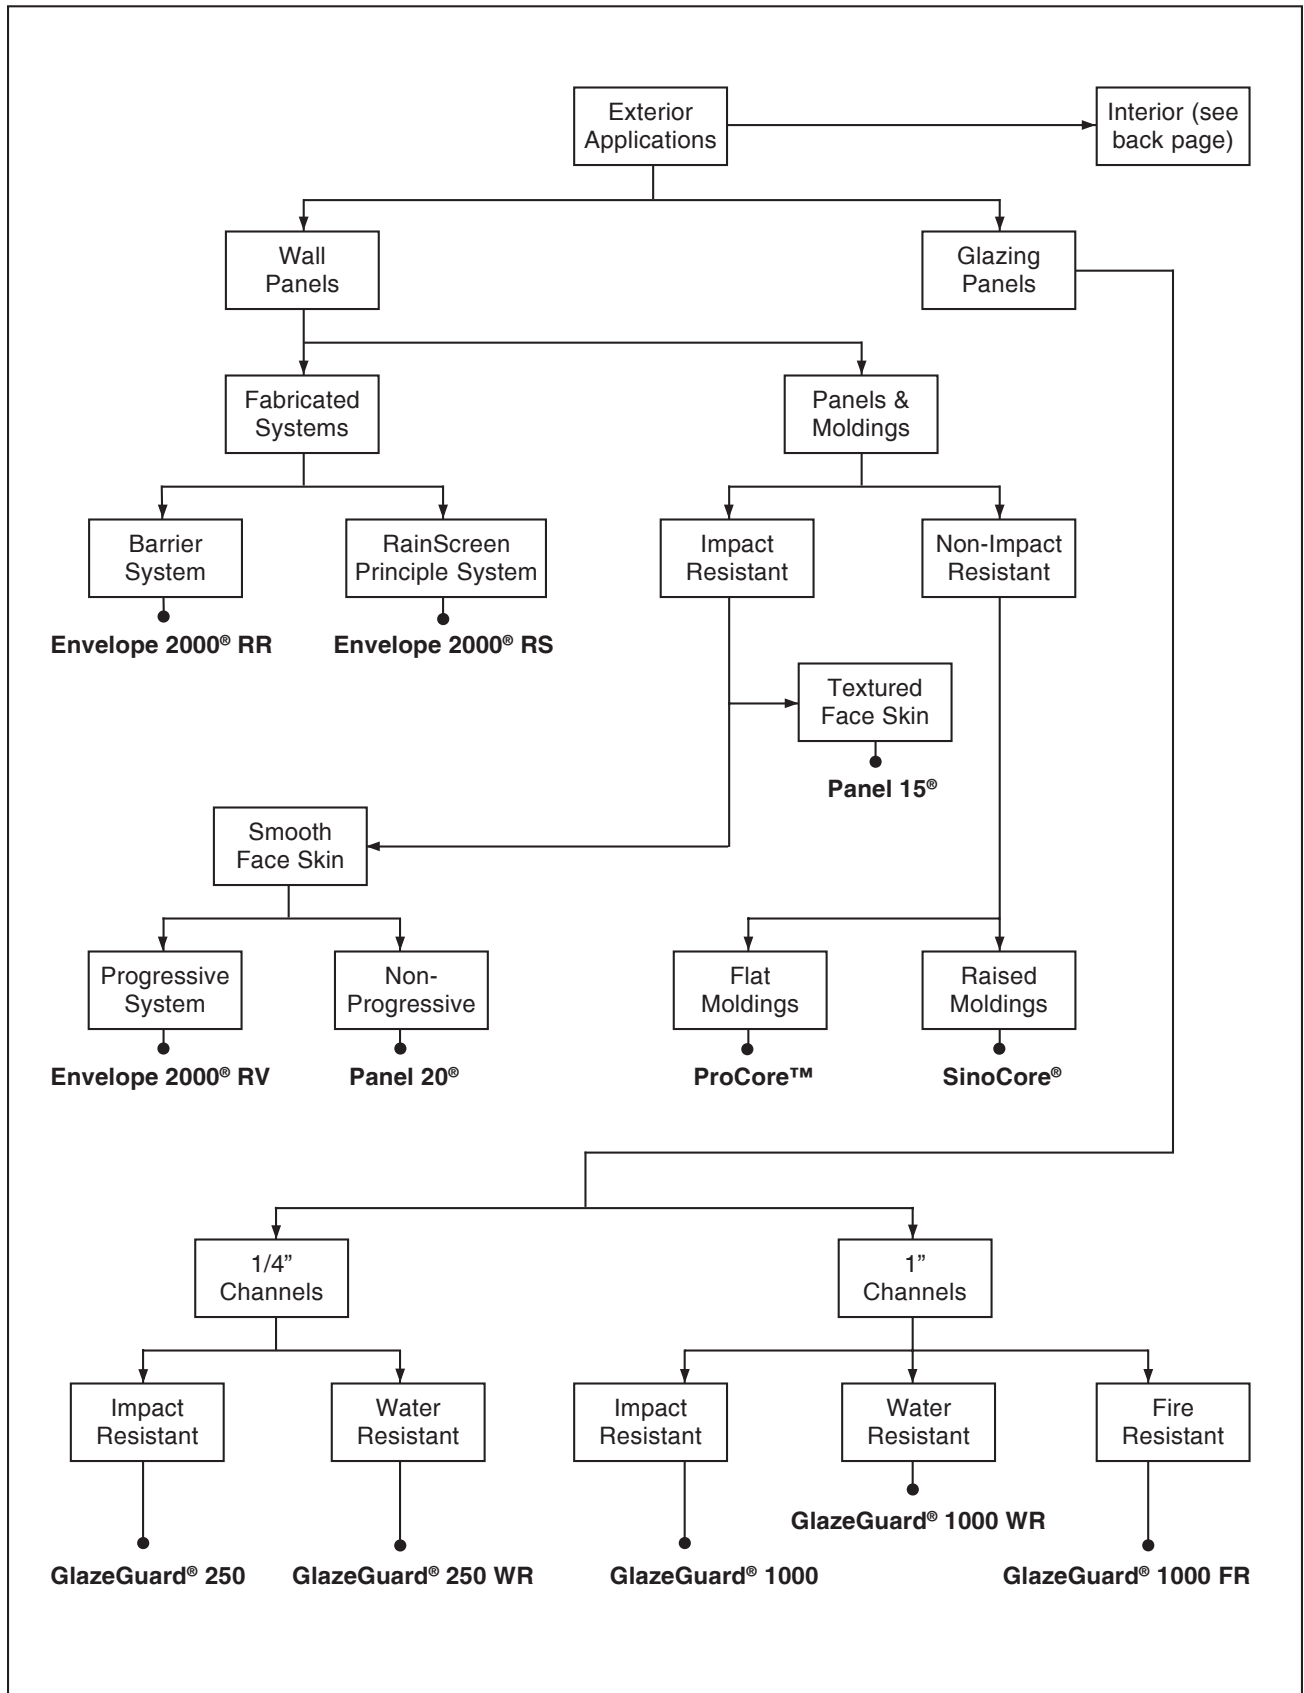 Exterior
Applications
Interior (see
back page)
Wall
Panels
Glazing
Panels
Fabricated
Systems
Panels &
Moldings
Barrier
System
RainScreen
Principle System
Impact
Resistant
Non-Impact
Resistant
Envelope 2000® RR
Envelope 2000® RS
Textured
Face Skin
Panel 15®
Smooth
Face Skin
Progressive
System
Non-
Progressive
Flat
Moldings
Raised
Moldings
Envelope 2000® RV
Panel 20®
ProCore™
SinoCore®
1/4”
Channels
1”
Channels
Impact
Resistant
Water
Resistant
Impact
Resistant
Water
Resistant
Fire
Resistant
GlazeGuard® 1000 WR
GlazeGuard® 250
GlazeGuard® 250 WR
GlazeGuard® 1000
GlazeGuard® 1000 FR